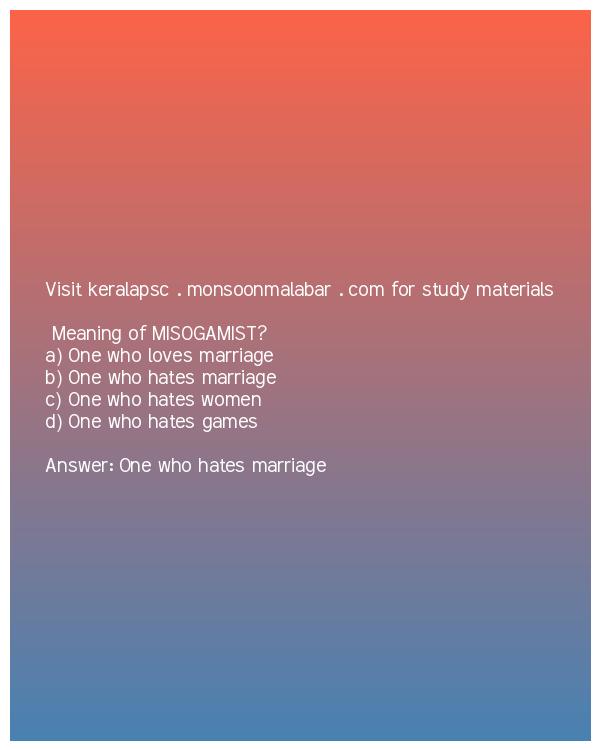 Visit keralapsc . monsoonmalabar . com for study materials
Meaning of MISOGAMIST?
a) One who loves marriage
b) One who hates marriage
c) One who hates women
d) One who hates games
Answer: One who hates marriage